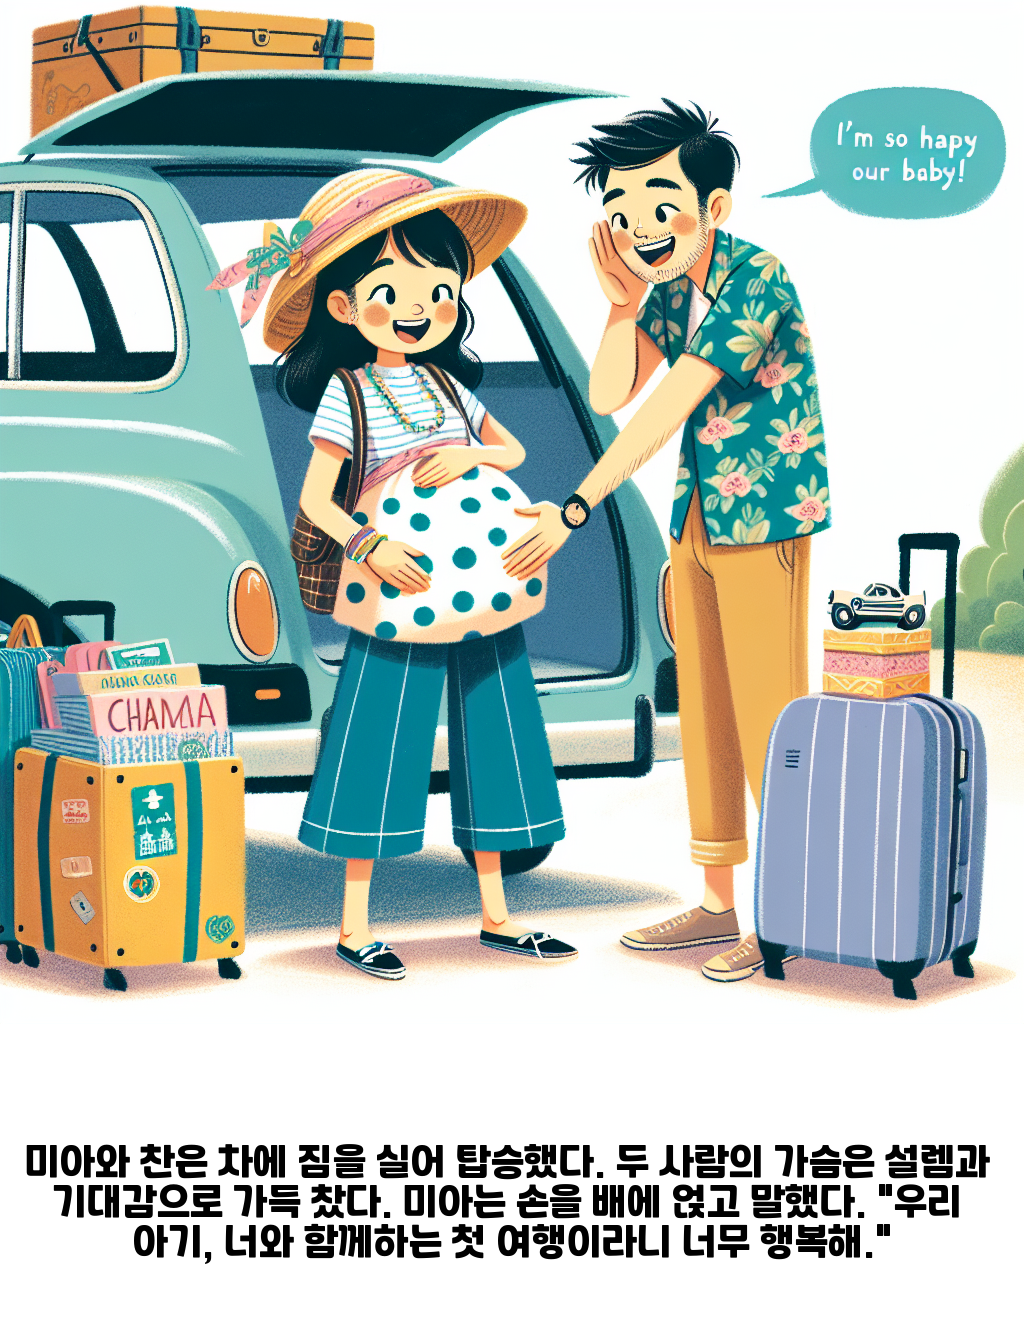 I'm so hapy
our baby!
CHAMA
미아와 찬은 차에 짐을 실어 탑승했다. 두 사람의 가슴은 설렘과
기대감으로 가득 찼다. 미아는 손을 배에 얹고 말했다. "우리
아기, 너와 함께하는 첫 여행이라니 너무 행복해."